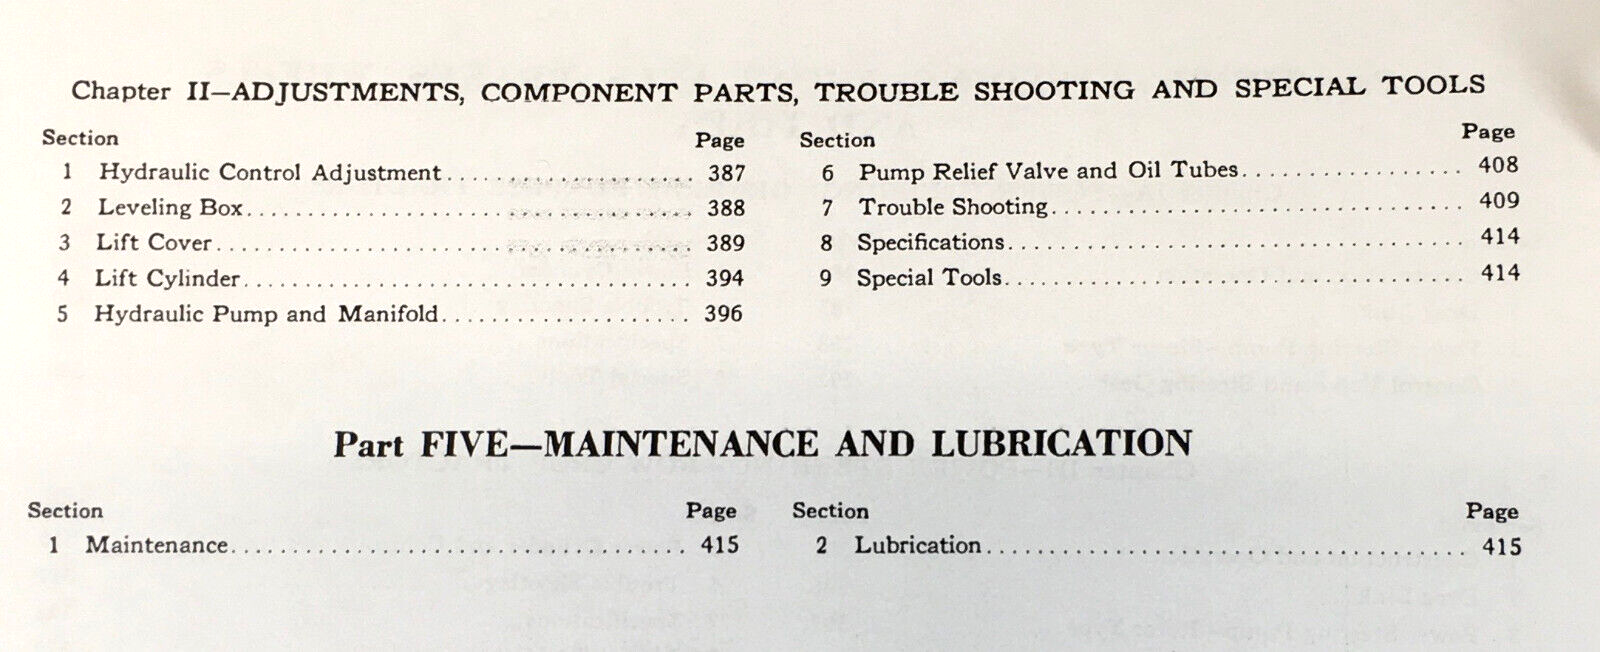 Chapter II—ADJUSTMENTS, COMPONENT PARTS, TROUBLE SHOOTING AND SPECIAL TOOLS
Section Page
1 Hydraulic Control Adjustment 387
2 Leveling Box 388
3 Lift Cover 389
4 Lift Cylinder 394
5 Hydraulic Pump and Manifold 396
Section Page
6 Pump Relief Valve and Oil Tubes 408
7 Trouble Shooting 409
8 Specifications 414
9 Special Tools 414
Part FIVE—MAINTENANCE AND LUBRICATION
Section Page
1 Maintenance 415
Section Page
2 Lubrication 415